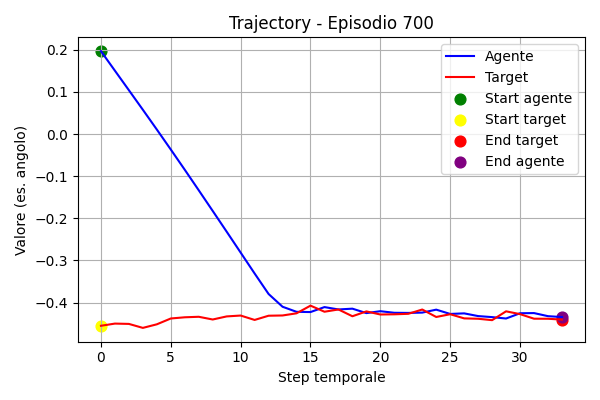 Trajectory - Episodio 700
Valore (es. angolo)
0.2
0.1
0.0
−0.1
−0.2
−0.3
−0.4
0
5
10
15
20
25
30
Step temporale
Agente
Target
Start agente
Start target
End target
End agente